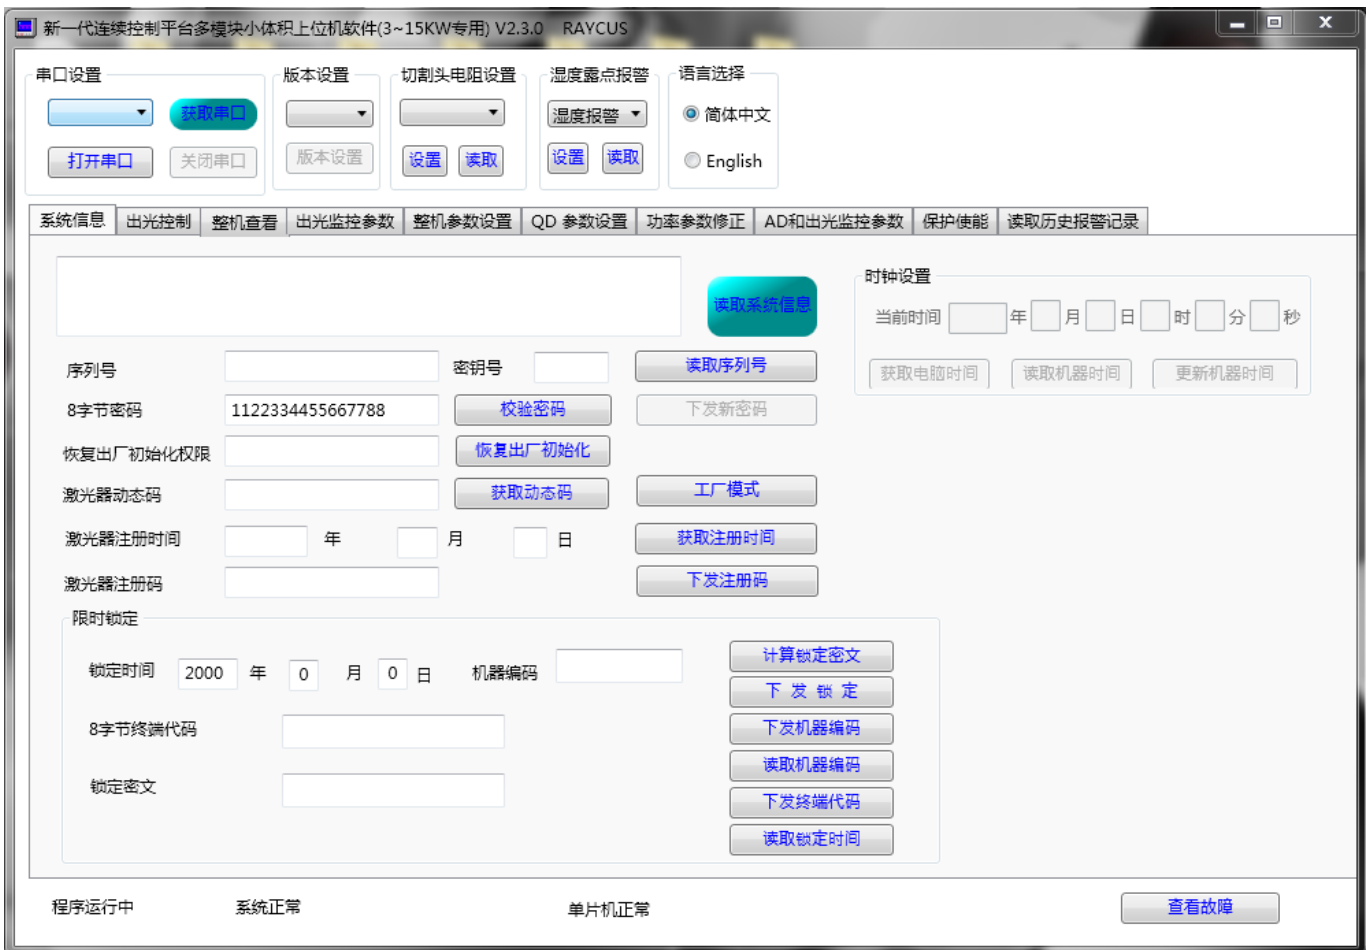 新一代连续控制平台多模块小体积上位机软件(3~15KW专用) V2.3.0 RAYCUS
串口设置 版本设置 切割头电阻设置 湿度露点报警 语言选择
获取串口 湿度报警 简体中文
打开串口 关闭串口 版本设置 设置 读取 设置 读取 English
系统信息 出光控制 整机查看 出光监控参数 整机参数设置 QD 参数设置 功率参数修正 AD和出光监控参数 保护使能 读取历史报警记录
读取系统信息
时钟设置
当前时间 年 月 日 时 分 秒
获取电脑时间 读取机器时间 更新机器时间
序列号 密钥号 读取序列号
8字节密码 1122334455667788 校验密码 下发新密码
恢复出厂初始化权限 恢复出厂初始化
激光器动态码 获取动态码 工厂模式
激光器注册时间 年 月 日 获取注册时间
激光器注册码 下发注册码
限时锁定
锁定时间 2000 年 0 月 0 日 机器编码 计算锁定密文
下 发 锁 定
8字节终端代码 下发机器编码
读取机器编码
锁定密文 下发终端代码
读取锁定时间
程序运行中 系统正常 单片机正常 查看故障